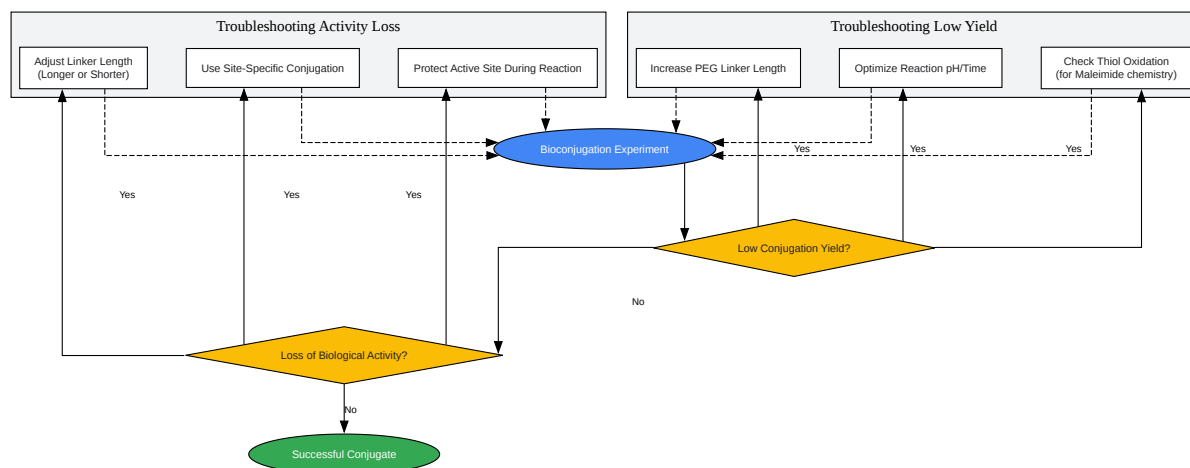 Troubleshooting Activity Loss
Troubleshooting Low Yield
Adjust Linker Length
(Longer or Shorter)
Use Site-Specific Conjugation
Protect Active Site During Reaction
Increase PEG Linker Length
Optimize Reaction pH/Time
Check Thiol Oxidation
(for Maleimide chemistry)
Bioconjugation Experiment
Yes
Yes
Yes
Yes
Yes
Yes
Low Conjugation Yield?
No
Loss of Biological Activity?
No
Successful Conjugate